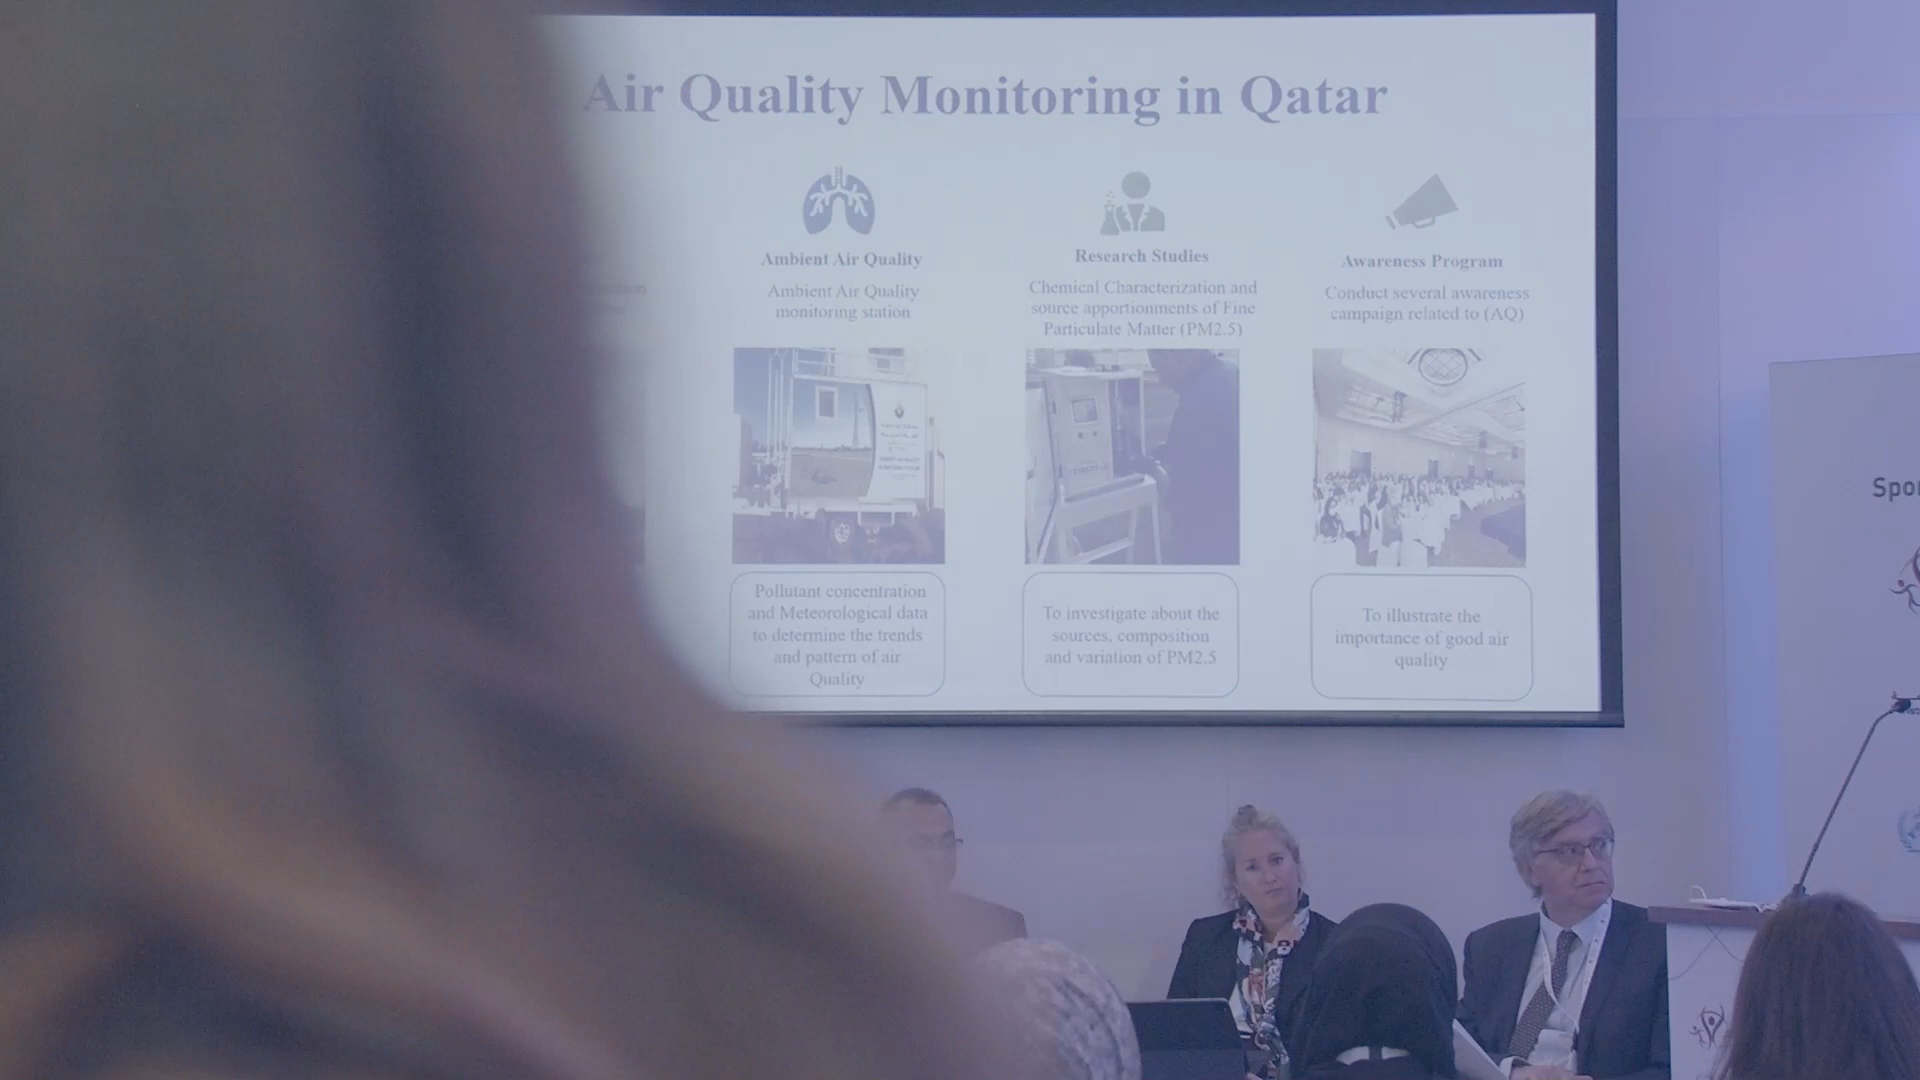 Air Quality Monitoring in Qatar
Ambient Air Quality
Ambient Air Quality
monitoring station
Pollutant concentration
and Meteorological data
to determine the trends
and pattern of air
Quality
Research Studies
Chemical Characterization and
source apportionments of Fine
Particulate Matter (PM2.5)
To investigate about the
sources, composition
and variation of PM2.5
Awareness Program
Conduct several awareness
campaign related to (AQ)
To illustrate the
importance of good air
quality
Spo